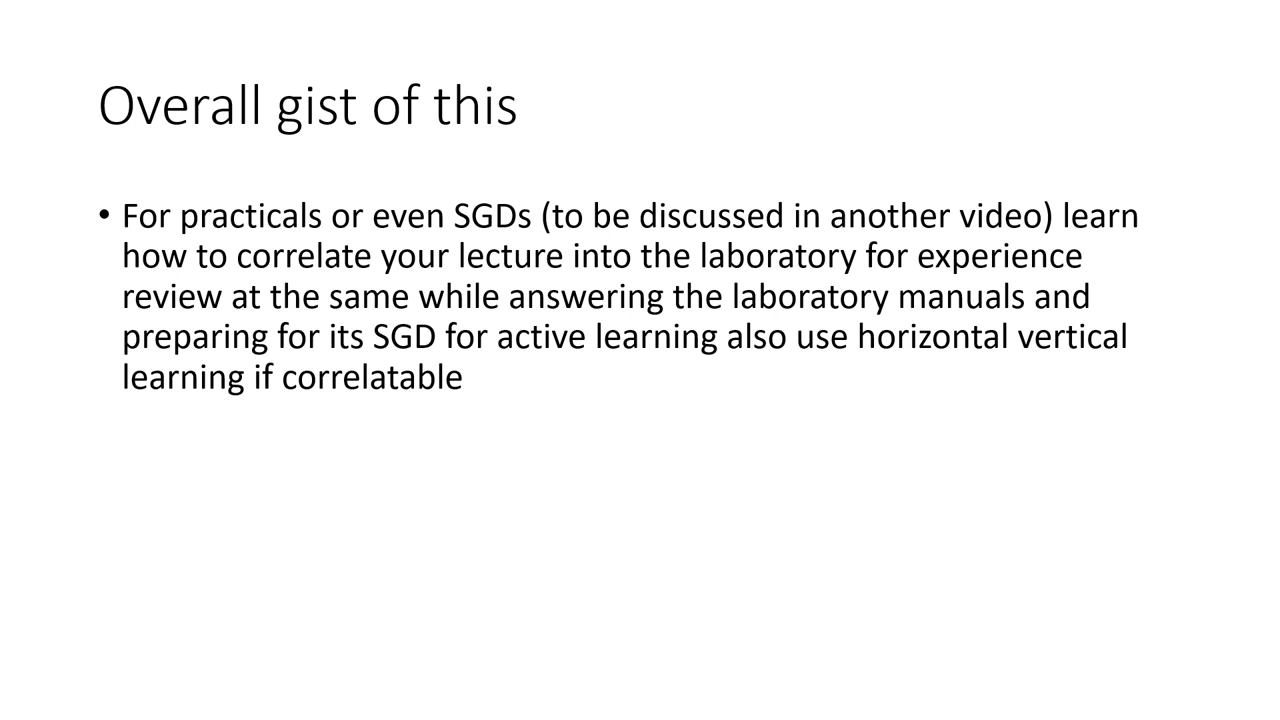 Overall gist of this
• For practicals or even SGDs (to be discussed in another video) learn
how to correlate your lecture into the laboratory for experience
review at the same while answering the laboratory manuals and
preparing for its SGD for active learning also use horizontal vertical
learning if correlatable